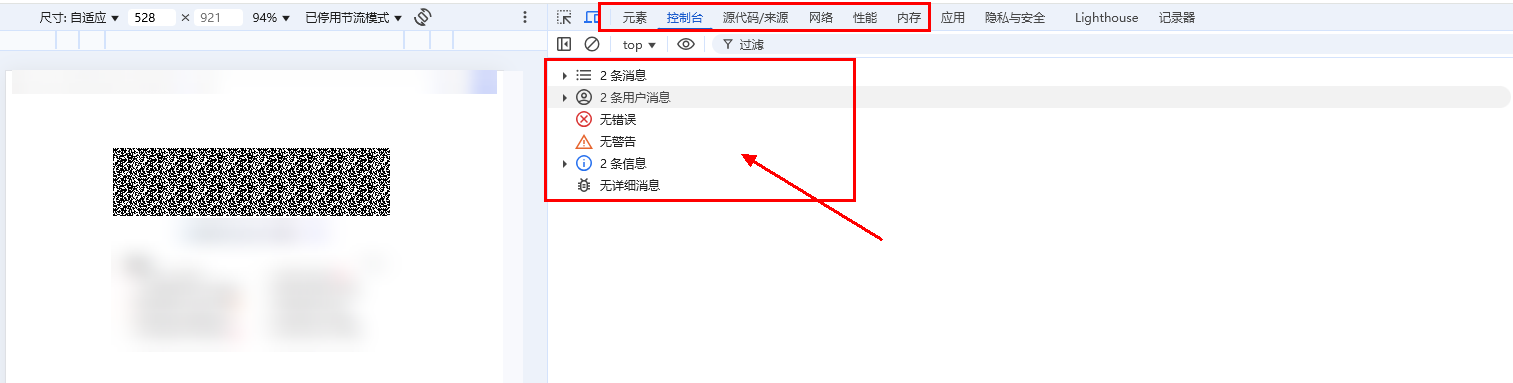 尺寸: 自适应 528 × 921 94% 已停用节流模式
元素 控制台 源代码/来源 网络 性能 内存 应用 隐私与安全 Lighthouse 记录器
top 过滤
2 条消息
2 条用户消息
无错误
无警告
2 条信息
无详细消息